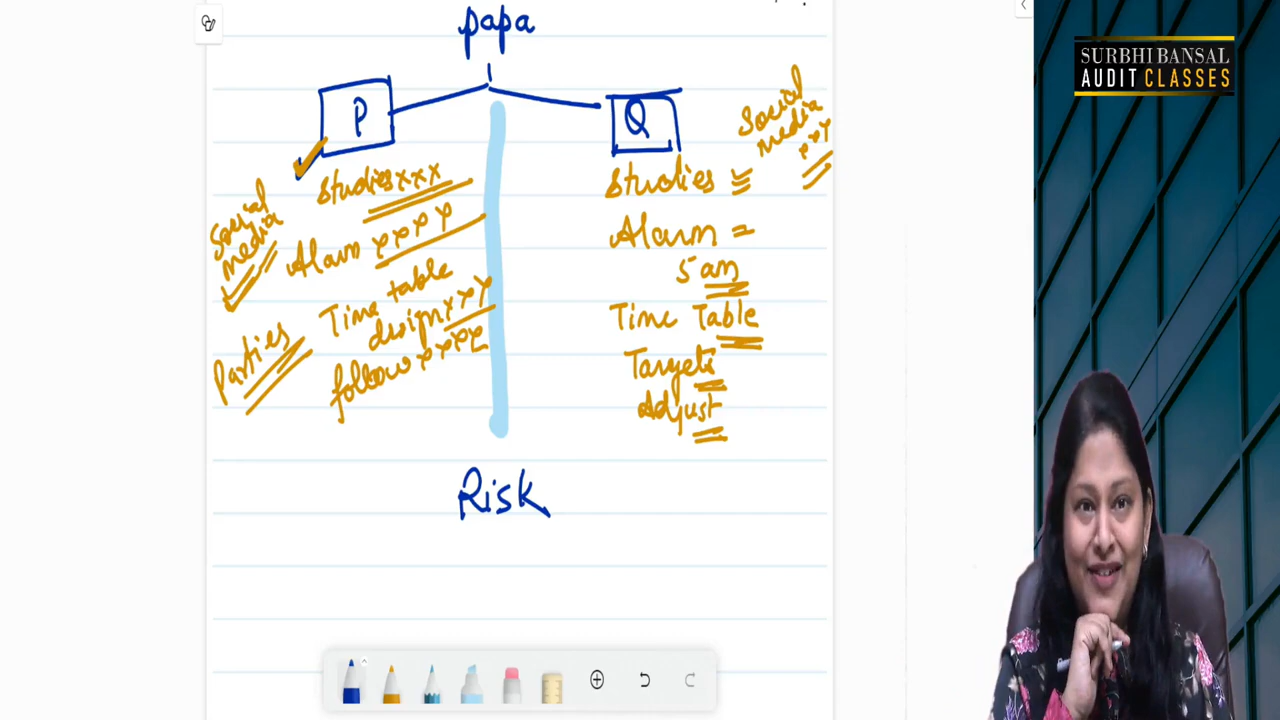 papa
P
Q
Studies xxx
Alarm xxxx
Time table
design xxx
follow xxxx
Social
media
Parties
Studies
Alarm =
5 am
Time Table
Targets
Adjust
Social
media
xxx
Risk
SURBHI BANSAL
AUDIT CLASSES